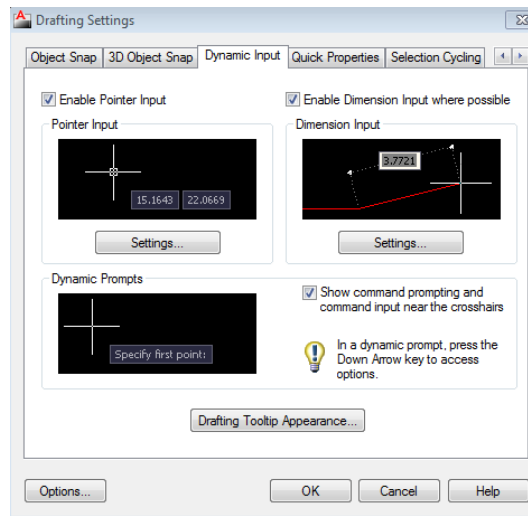 Drafting Settings
Object Snap 3D Object Snap Dynamic Input Quick Properties Selection Cycling
Enable Pointer Input
Enable Dimension Input where possible
Pointer Input
Dimension Input
3.7721
15.1643 22.0669
Settings...
Settings...
Dynamic Prompts
Show command prompting and
command input near the crosshairs
Specify first point:
In a dynamic prompt, press the
Down Arrow key to access
options.
Drafting Tooltip Appearance...
Options...
OK
Cancel
Help